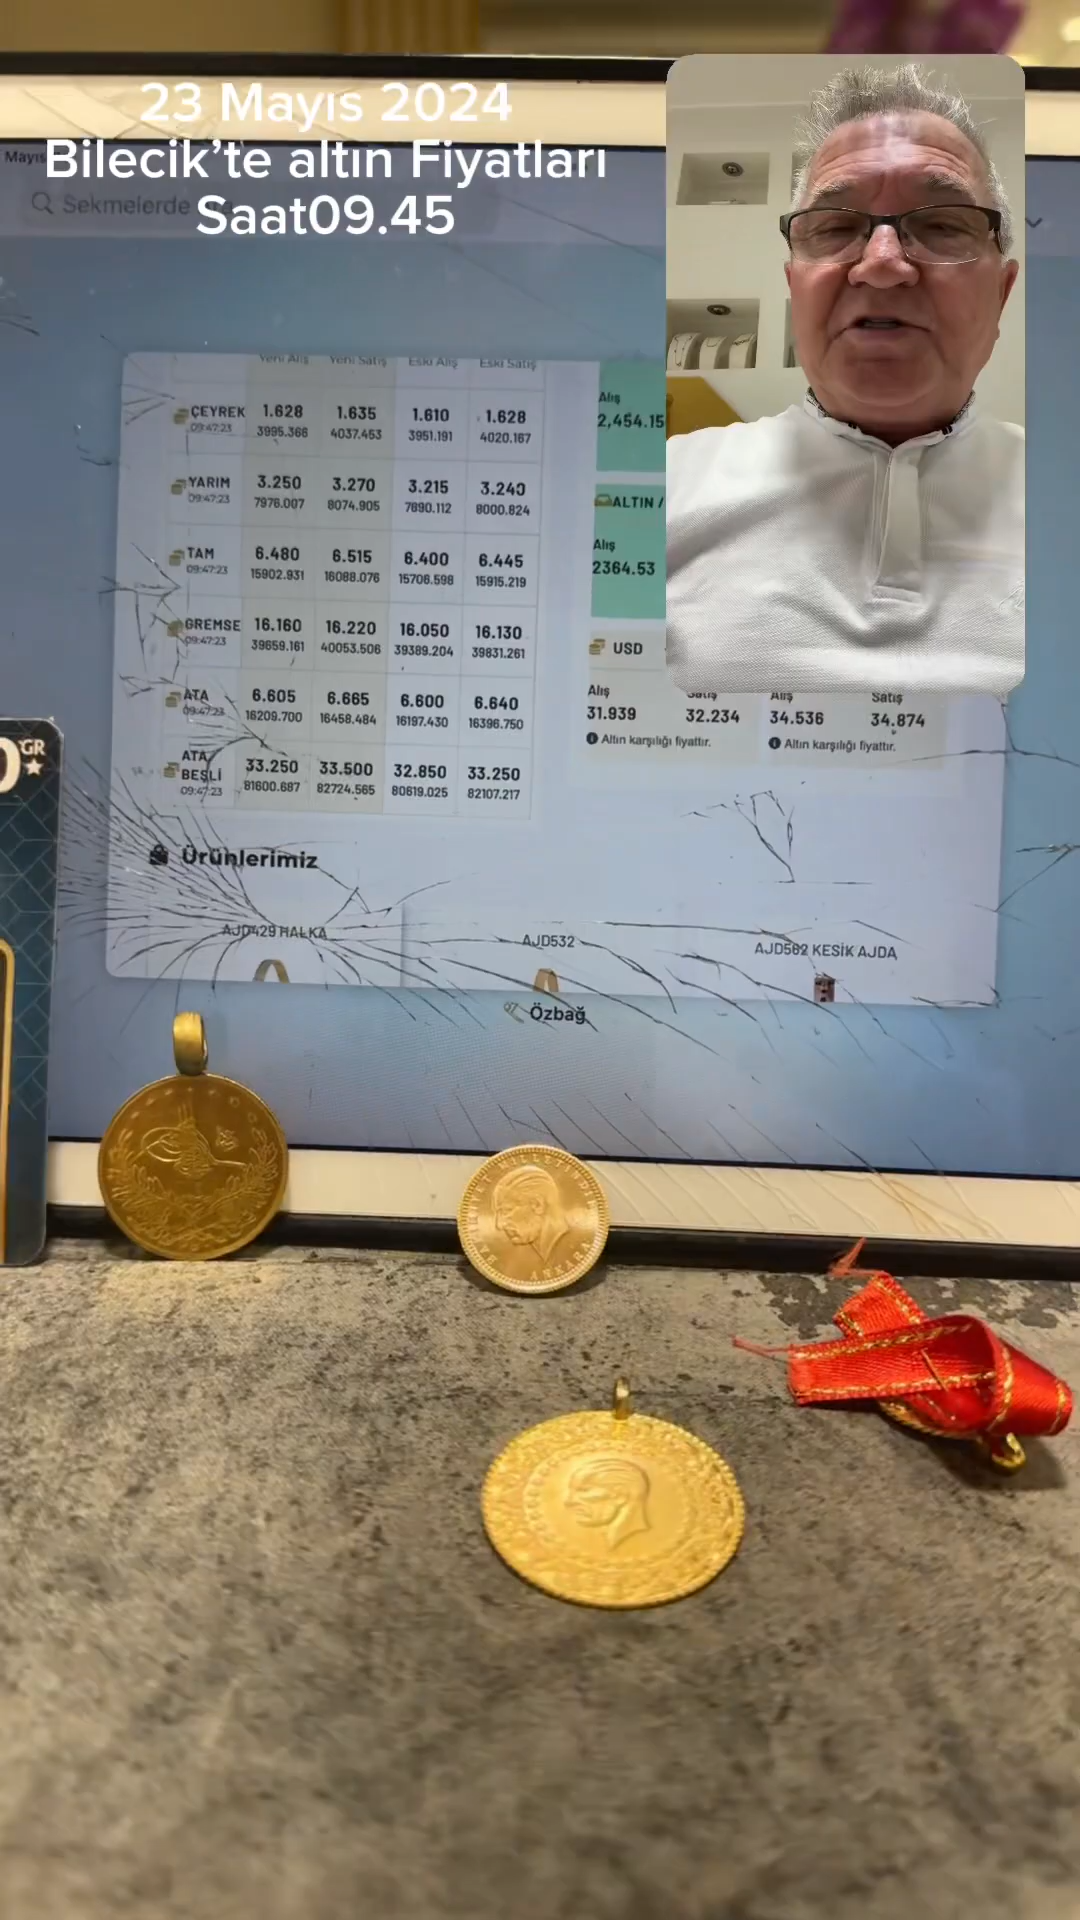 23 Mayıs 2024
Bilecik'te altın Fiyatları
Saat09.45
Mayıs
Sekmelerde
Yeni Alış Yeni Satış Eski Alış Eski Satış
ÇEYREK 1.628 1.635 1.610 1.628
09:47:23 3995.366 4037.453 3951.191 4020.167
YARIM 3.250 3.270 3.215 3.240
09:47:23 7976.007 8074.905 7890.112 8000.824
TAM 6.480 6.515 6.400 6.445
09:47:23 15902.931 16088.076 15706.598 15915.219
GREMSE 16.160 16.220 16.050 16.130
09:47:23 39659.161 40053.506 39389.204 39831.261
ATA 6.605 6.665 6.600 6.640
09:47:23 16209.700 16458.484 16197.430 16396.750
ATA BEŞLİ 33.250 33.500 32.850 33.250
09:47:23 81600.687 82724.565 80619.025 82107.217
Alış
2,454.15
ALTIN /
Alış
2364.53
USD
Alış Satış Alış Satış
31.939 32.234 34.536 34.874
Altın karşılığı fiyattır. Altın karşılığı fiyattır.
Ürünlerimiz
AJD429 HALKA AJD532 AJD562 KESİK AJDA
Özbağ
0 GR
ANKARA